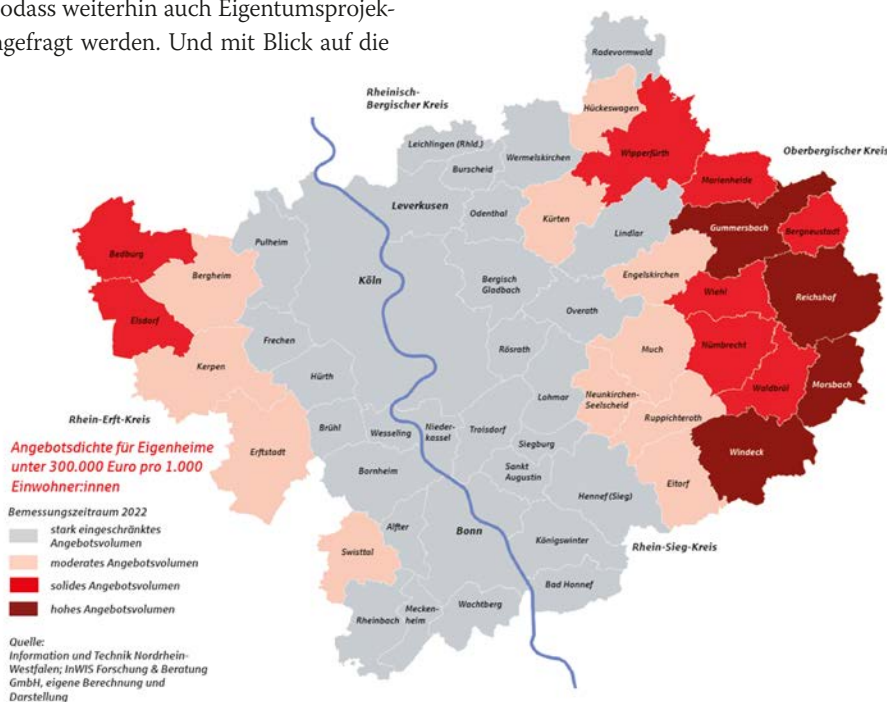 odass weiterhin auch Eigentumsprojek-
ngefragt werden. Und mit Blick auf die
Radevormwald
Rheinisch-
Bergischer Kreis
Hückeswagen
Leichlingen (Rhld.)
Wermelskirchen
Wipperfürth
Oberbergischer Kreis
Burscheid
Marienheide
Leverkusen
Odenthal
Kürten
Gummersbach
Bergneustadt
Lindlar
Pulheim
Bedburg
Bergheim
Köln
Bergisch
Gladbach
Engelskirchen
Wiehl
Reichshof
Overath
Elsdorf
Frechen
Rösrath
Much
Nümbrecht
Kerpen
Hürth
Waldbröl
Morsbach
Lohmar
Neunkirchen-
Seelscheid
Ruppichteroth
Rhein-Erft-Kreis
Brühl
Wesseling
Nieder-
kassel
Troisdorf
Siegburg
Erftstadt
Windeck
Bornheim
Sankt
Augustin
Eitorf
Hennef (Sieg)
Alfter
Bonn
Königswinter
Rhein-Sieg-Kreis
Swisttal
Bad Honnef
Rheinbach
Mecken-
heim
Wachtberg
Angebotsdichte für Eigenheime
unter 300.000 Euro pro 1.000
Einwohner:innen
Bemessungszeitraum 2022
stark eingeschränktes
Angebotsvolumen
moderates Angebotsvolumen
solides Angebotsvolumen
hohes Angebotsvolumen
Quelle:
Information und Technik Nordrhein-
Westfalen; InWIS Forschung & Beratung
GmbH, eigene Berechnung und
Darstellung